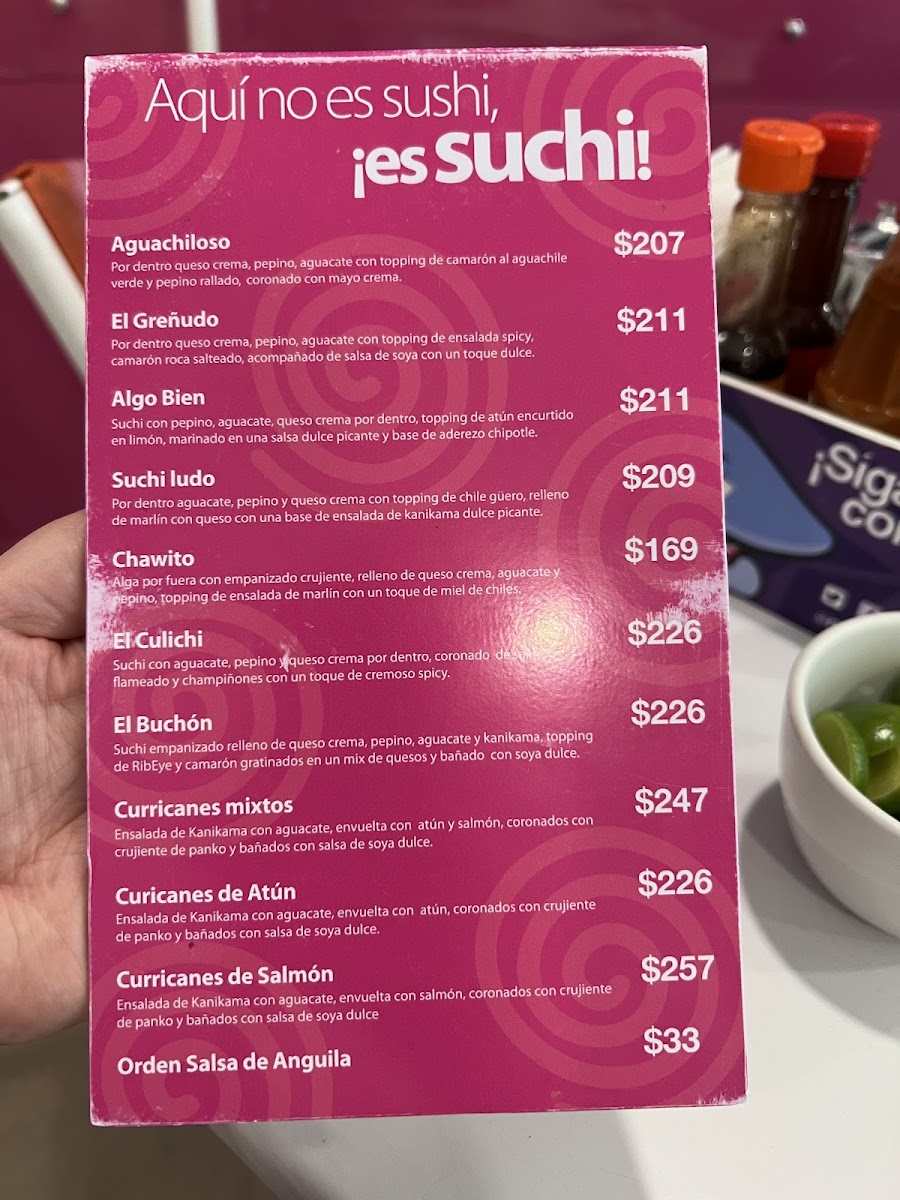 Aquí no es sushi,
¡es suchi!
Aguachiloso $207
Por dentro queso crema, pepino, aguacate con topping de camarón al aguachile
verde y pepino rallado, coronado con mayo crema.
El Greñudo $211
Por dentro queso crema, pepino, aguacate con topping de ensalada spicy,
camarón roca salteado, acompañado de salsa de soya con un toque dulce.
Algo Bien $211
Suchi con pepino, aguacate, queso crema por dentro, topping de atún encurtido
en limón, marinado en una salsa dulce picante y base de aderezo chipotle.
Suchi ludo $209
Por dentro aguacate, pepino y queso crema con topping de chile güero, relleno
de marlín con queso con una base de ensalada de kanikama dulce picante.
Chawito $169
Alga por fuera con empanizado crujiente, relleno de queso crema, aguacate y
pepino, topping de ensalada de marlín con un toque de miel de chiles.
El Culichi $226
Suchi con aguacate, pepino y queso crema por dentro, coronado de
flameado y champiñones con un toque de cremoso spicy.
El Buchón $226
Suchi empanizado relleno de queso crema, pepino, aguacate y kanikama, topping
de RibEye y camarón gratinados en un mix de quesos y bañado con soya dulce.
Curricanes mixtos $247
Ensalada de Kanikama con aguacate, envuelta con atún y salmón, coronados con
crujiente de panko y bañados con salsa de soya dulce.
Curicanes de Atún $226
Ensalada de Kanikama con aguacate, envuelta con atún, coronados con crujiente
de panko y bañados con salsa de soya dulce.
Curricanes de Salmón $257
Ensalada de Kanikama con aguacate, envuelta con salmón, coronados con crujiente
de panko y bañados con salsa de soya dulce
Orden Salsa de Anguila $33